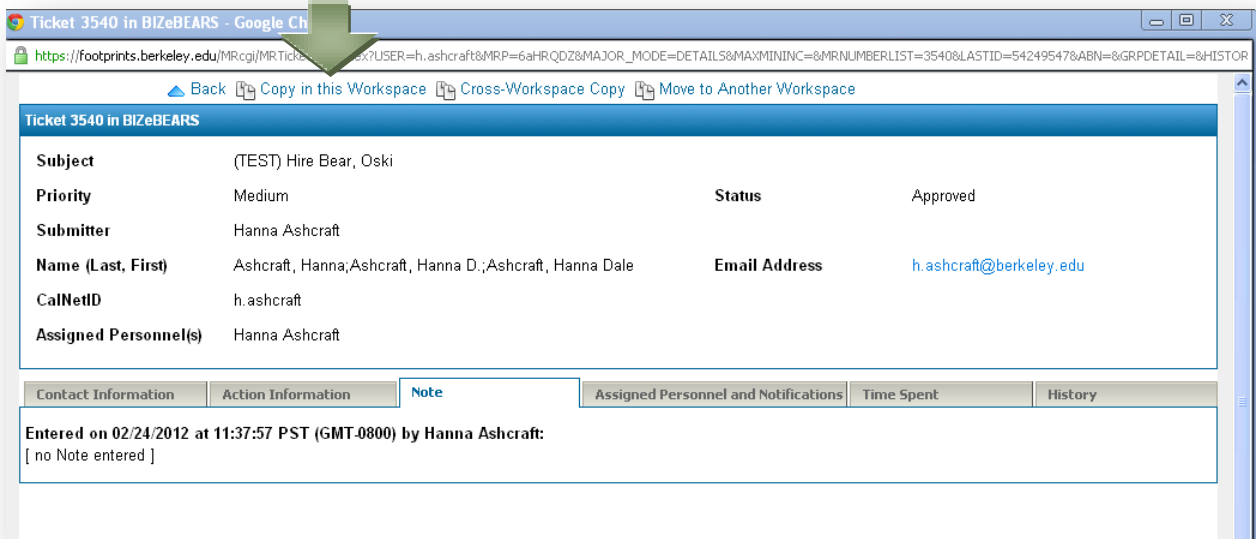 Ticket 3540 in BIZeBEARS - Google Ch
https://footprints.berkeley.edu/MRcgi/MRTicke ex?USER=h.ashcraft&MRP=6aHRQDZ&MAJOR_MODE=DETAILS&MAXMININC=&MRNUMBERLIST=3540&LASTID=54249547&ABN=&GRPDETAIL=&HISTOR
Back Copy in this Workspace Cross-Workspace Copy Move to Another Workspace
Ticket 3540 in BIZeBEARS
Subject (TEST) Hire Bear, Oski
Priority Medium Status Approved
Submitter Hanna Ashcraft
Name (Last, First) Ashcraft, Hanna;Ashcraft, Hanna D.;Ashcraft, Hanna Dale Email Address h.ashcraft@berkeley.edu
CalNetID h.ashcraft
Assigned Personnel(s) Hanna Ashcraft
Contact Information Action Information Note Assigned Personnel and Notifications Time Spent History
Entered on 02/24/2012 at 11:37:57 PST (GMT-0800) by Hanna Ashcraft:
[ no Note entered ]